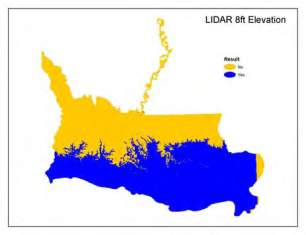 LIDAR 8ft Elevation
Result
No
Yes